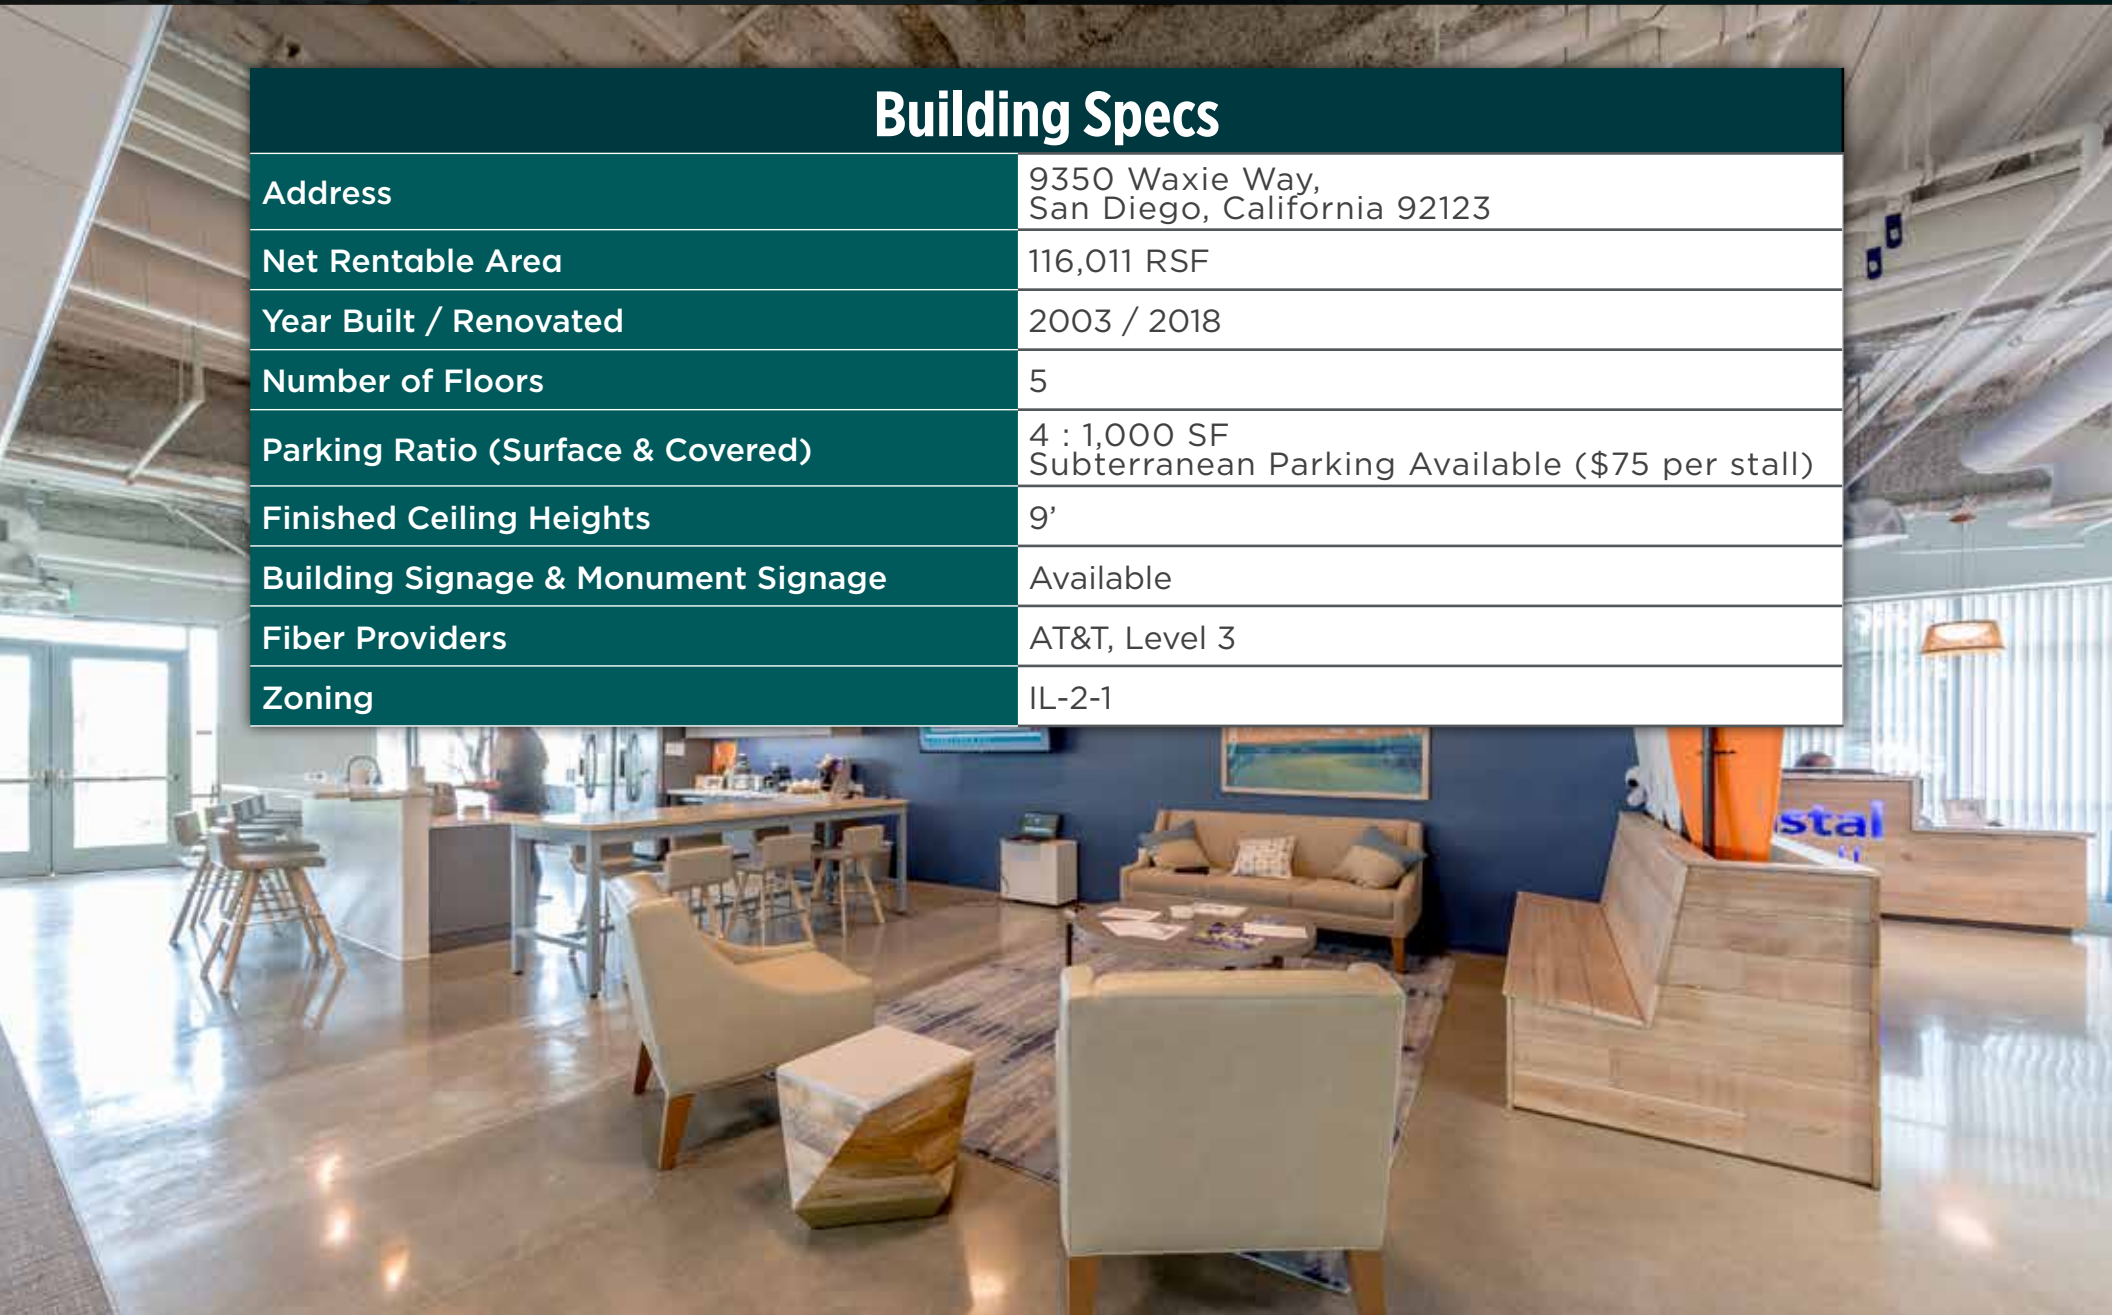 Building Specs
Address
9350 Waxie Way,
San Diego, California 92123
Net Rentable Area
116,011 RSF
Year Built / Renovated
2003 / 2018
Number of Floors
5
Parking Ratio (Surface & Covered)
4 : 1,000 SF
Subterranean Parking Available ($75 per stall)
Finished Ceiling Heights
9’
Building Signage & Monument Signage
Available
Fiber Providers
AT&T, Level 3
Zoning
IL-2-1
stal